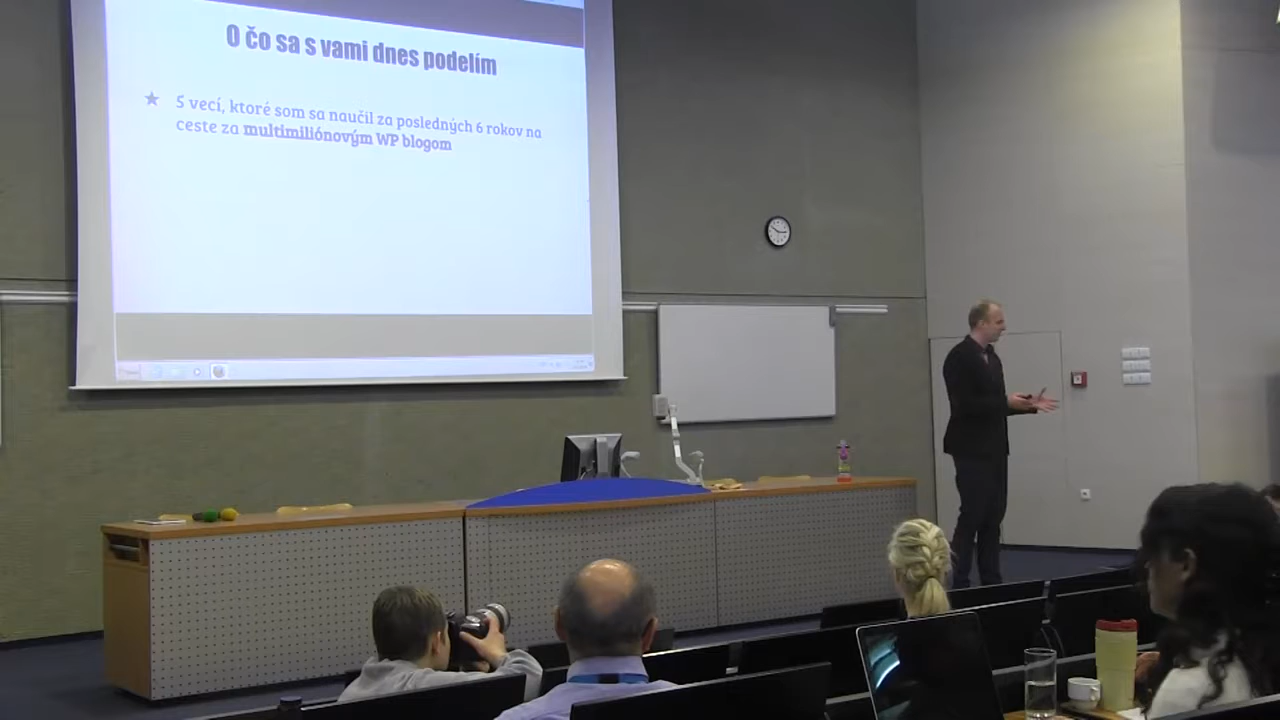 O čo sa s vami dnes podelím
5 vecí, ktoré som sa naučil za posledných 6 rokov na
ceste za multimiliónovým WP blogom